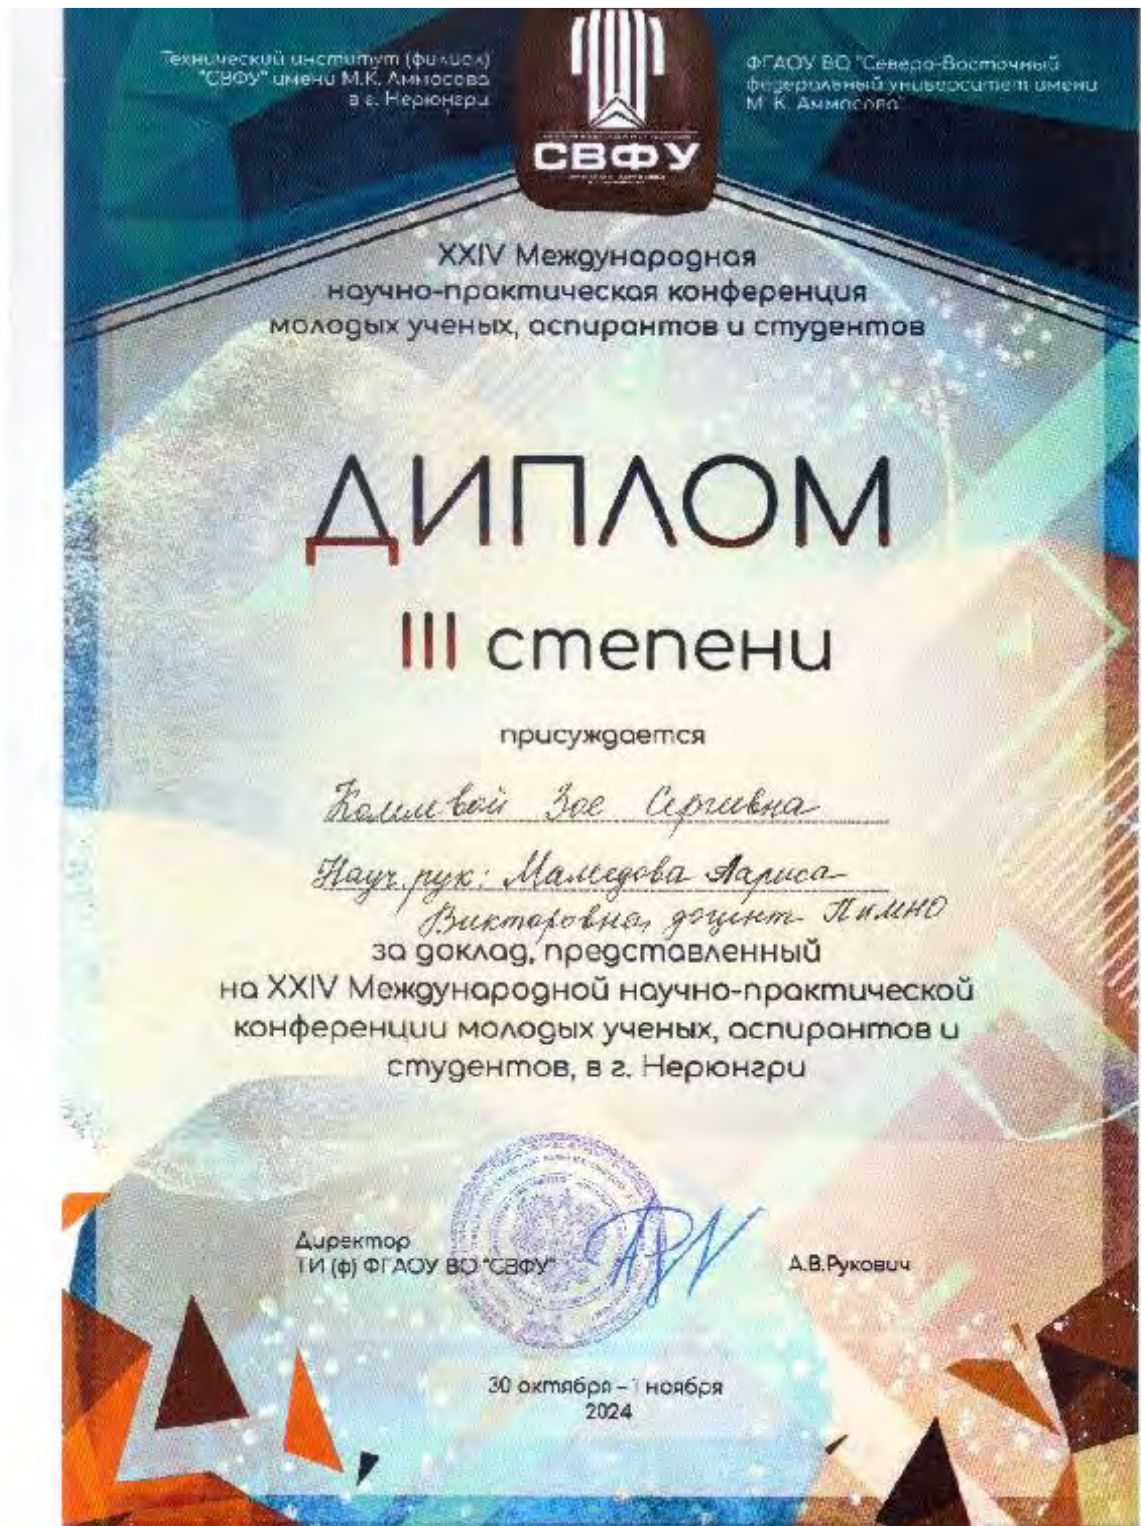 Технический институт (филиал)
"СВФУ" имени М.К. Аммосова
в г. Нерюнгри
ФГАОУ ВО "Северо-Восточный
федеральный университет имени
М. К. Аммосова"
СВФУ
XXIV Международная
научно-практическая конференция
молодых ученых, аспирантов и студентов
ДИПЛОМ
III степени
присуждается
Зое Сергеевна
Науч. рук: Мамедова Лариса
Викторовна, доцент ПиМНО
за доклад, представленный
на XXIV Международной научно-практической
конференции молодых ученых, аспирантов и
студентов, в г. Нерюнгри
Директор
ТИ (ф) ФГАОУ ВО "СВФУ"
А.В.Рукович
30 октября – 1 ноября
2024